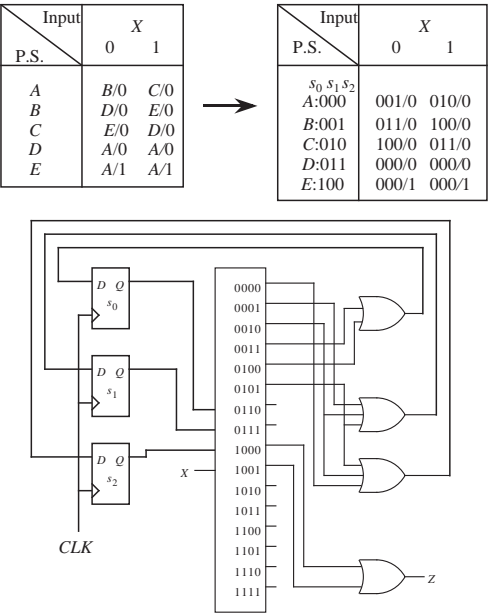 Input X
P.S. 0 1
A B/0 C/0
B D/0 E/0
C E/0 D/0
D A/0 A/0
E A/1 A/1
Input X
P.S. 0 1
s0 s1 s2
A:000 001/0 010/0
B:001 011/0 100/0
C:010 100/0 011/0
D:011 000/0 000/0
E:100 000/1 000/1
D Q
s0
D Q
s1
D Q
s2
CLK
X
0000
0001
0010
0011
0100
0101
0110
0111
1000
1001
1010
1011
1100
1101
1110
1111
Z